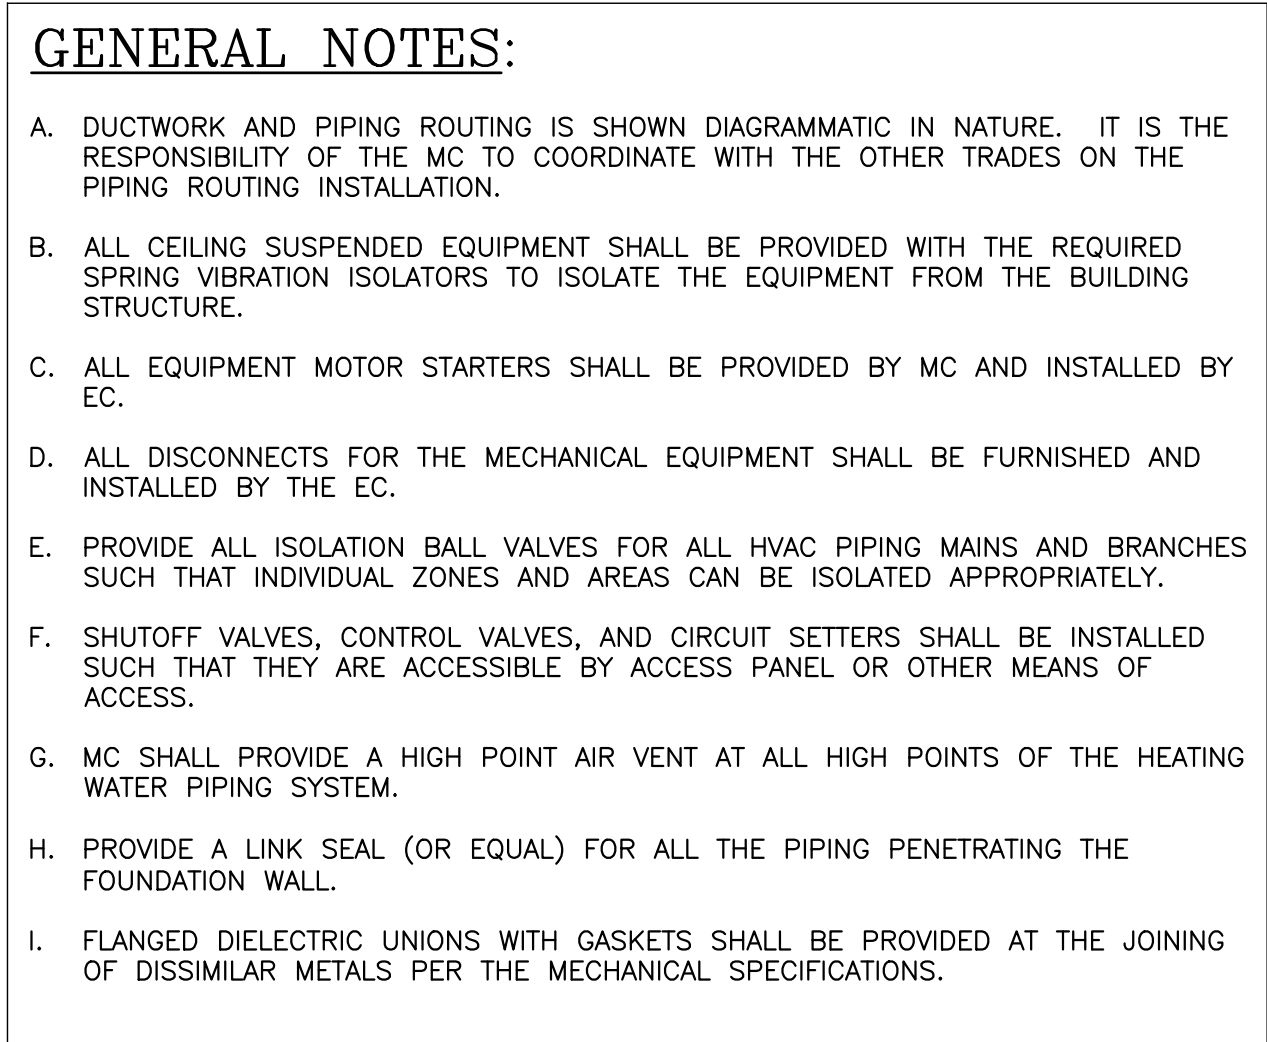 GENERAL NOTES:
A. DUCTWORK AND PIPING ROUTING IS SHOWN DIAGRAMMATIC IN NATURE. IT IS THE
RESPONSIBILITY OF THE MC TO COORDINATE WITH THE OTHER TRADES ON THE
PIPING ROUTING INSTALLATION.
B. ALL CEILING SUSPENDED EQUIPMENT SHALL BE PROVIDED WITH THE REQUIRED
SPRING VIBRATION ISOLATORS TO ISOLATE THE EQUIPMENT FROM THE BUILDING
STRUCTURE.
C. ALL EQUIPMENT MOTOR STARTERS SHALL BE PROVIDED BY MC AND INSTALLED BY
EC.
D. ALL DISCONNECTS FOR THE MECHANICAL EQUIPMENT SHALL BE FURNISHED AND
INSTALLED BY THE EC.
E. PROVIDE ALL ISOLATION BALL VALVES FOR ALL HVAC PIPING MAINS AND BRANCHES
SUCH THAT INDIVIDUAL ZONES AND AREAS CAN BE ISOLATED APPROPRIATELY.
F. SHUTOFF VALVES, CONTROL VALVES, AND CIRCUIT SETTERS SHALL BE INSTALLED
SUCH THAT THEY ARE ACCESSIBLE BY ACCESS PANEL OR OTHER MEANS OF
ACCESS.
G. MC SHALL PROVIDE A HIGH POINT AIR VENT AT ALL HIGH POINTS OF THE HEATING
WATER PIPING SYSTEM.
H. PROVIDE A LINK SEAL (OR EQUAL) FOR ALL THE PIPING PENETRATING THE
FOUNDATION WALL.
I. FLANGED DIELECTRIC UNIONS WITH GASKETS SHALL BE PROVIDED AT THE JOINING
OF DISSIMILAR METALS PER THE MECHANICAL SPECIFICATIONS.